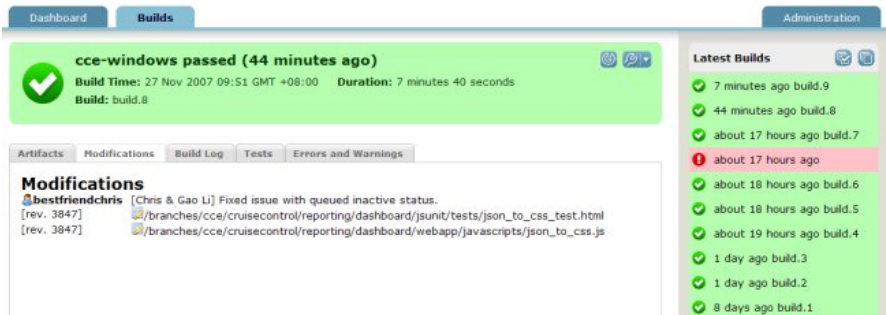 Dashboard
Builds
Administration
cce-windows passed (44 minutes ago)
Build Time: 27 Nov 2007 09:51 GMT +08:00 Duration: 7 minutes 40 seconds
Build: build.8
Artifacts
Modifications
Build Log
Tests
Errors and Warnings
Modifications
bestfriendchris [Chris & Gao Li] Fixed issue with queued inactive status.
[rev. 3847] /branches/cce/cruisecontrol/reporting/dashboard/jsunit/tests/json_to_css_test.html
[rev. 3847] /branches/cce/cruisecontrol/reporting/dashboard/webapp/javascripts/json_to_css.js
Latest Builds
7 minutes ago build.9
44 minutes ago build.8
about 17 hours ago build.7
about 17 hours ago
about 18 hours ago build.6
about 18 hours ago build.5
about 19 hours ago build.4
1 day ago build.3
1 day ago build.2
8 days ago build.1